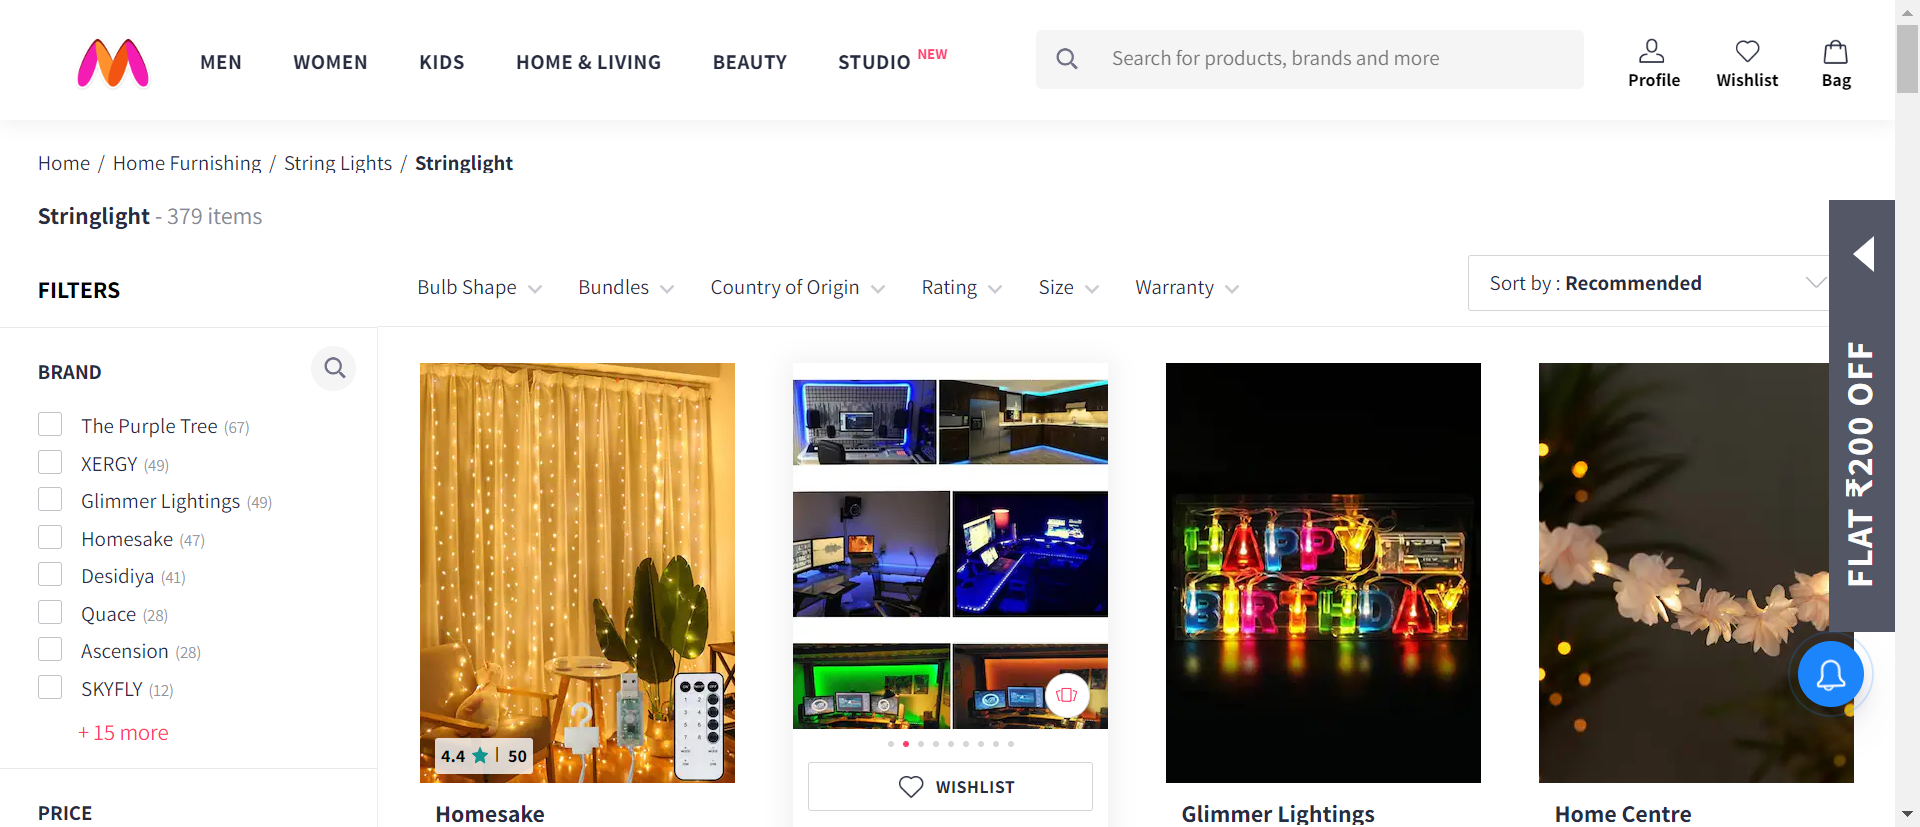 MEN WOMEN KIDS HOME & LIVING BEAUTY STUDIO NEW
Search for products, brands and more
Profile Wishlist Bag
Home / Home Furnishing / String Lights / Stringlight
Stringlight - 379 items
FILTERS
Bulb Shape Bundles Country of Origin Rating Size Warranty
Sort by : Recommended
BRAND
The Purple Tree (67)
XERGY (49)
Glimmer Lightings (49)
Homesake (47)
Desidiya (41)
Quace (28)
Ascension (28)
SKYFLY (12)
+ 15 more
PRICE
4.4 | 50
Homesake
WISHLIST
HAPPY
BIRTHDAY
Glimmer Lightings
Home Centre
FLAT ₹200 OFF